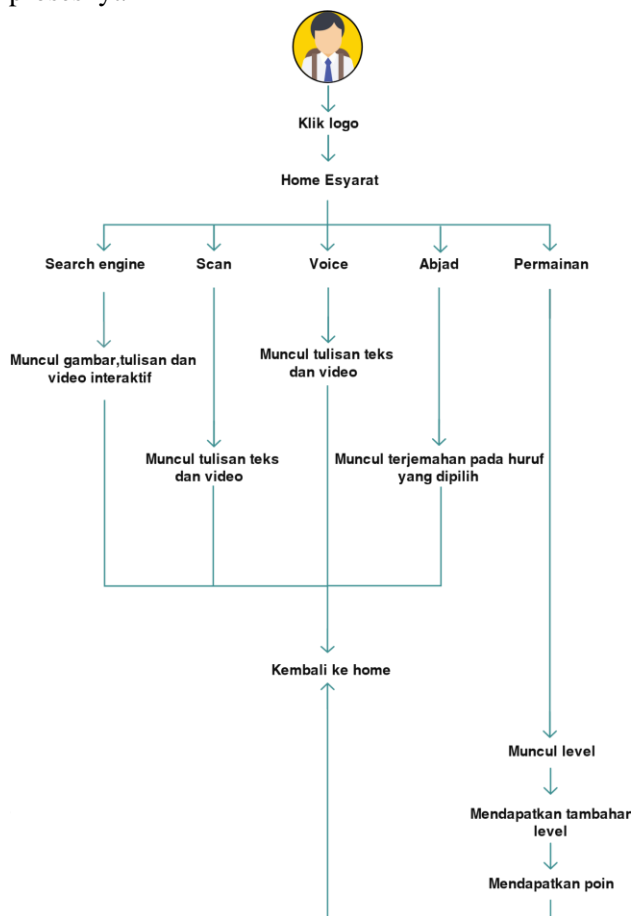 Klik logo
Home Esyarat
Search engine
Scan
Voice
Abjad
Permainan
Muncul gambar,tulisan dan
video interaktif
Muncul tulisan teks
dan video
Muncul tulisan teks
dan video
Muncul terjemahan pada huruf
yang dipilih
Kembali ke home
Muncul level
Mendapatkan tambahan
level
Mendapatkan poin